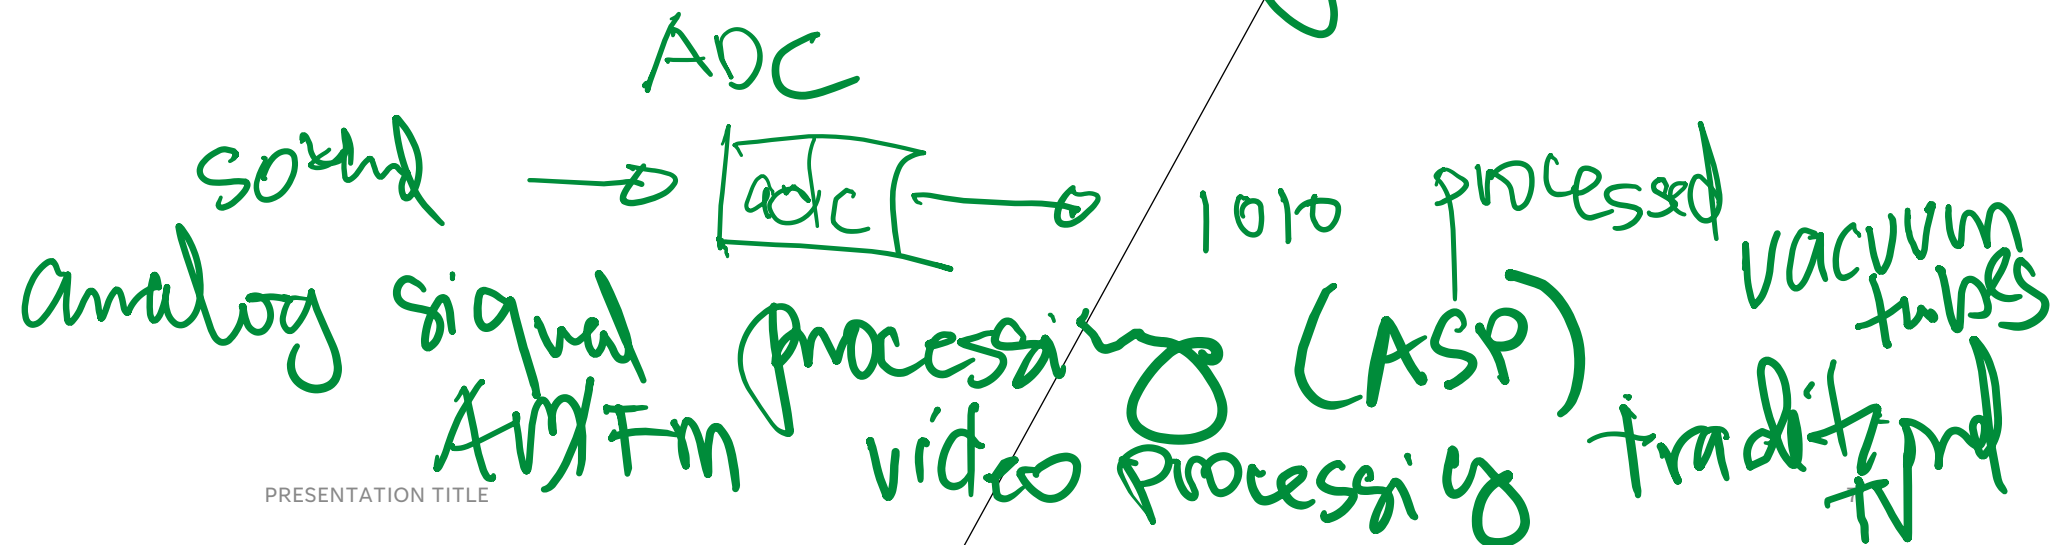 ADC
sound → adc → 1010 processed
vacuum
tubes
analog signal processing (ASP)
AM/FM video processing traditional
TV
PRESENTATION TITLE